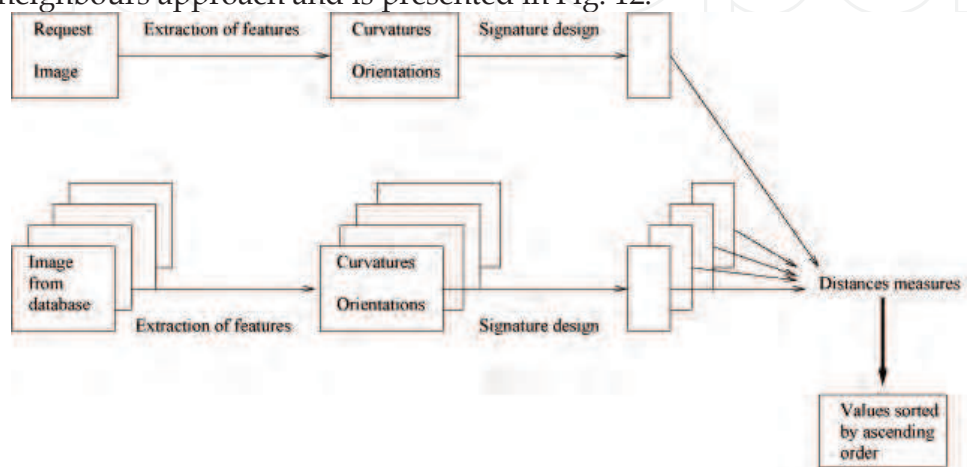 neighbours approach and is presented in Fig. 12.
Request
Image
Extraction of features
Curvatures
Orientations
Signature design
Image
from
database
Extraction of features
Curvatures
Orientations
Signature design
Distances measures
Values sorted
by ascending
order